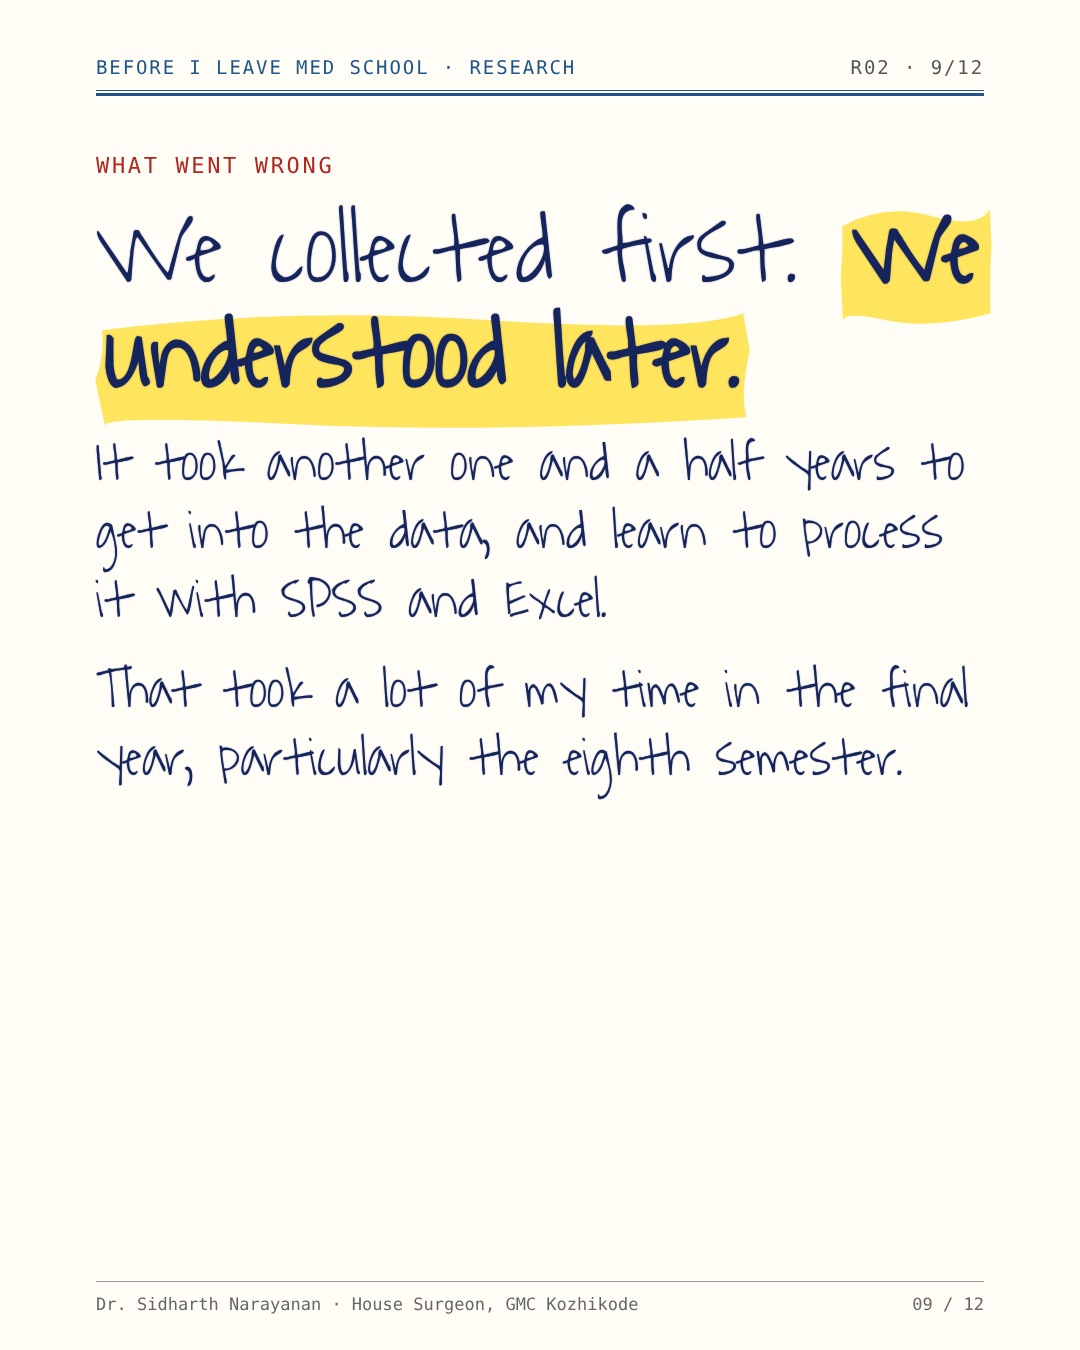 BEFORE I LEAVE MED SCHOOL · RESEARCH
R02 · 9/12
WHAT WENT WRONG
We collected first. We
understood later.
It took another one and a half years to
get into the data, and learn to process
it with SPSS and Excel.
That took a lot of my time in the final
year, particularly the eighth semester.
Dr. Sidharth Narayanan · House Surgeon, GMC Kozhikode
09 / 12